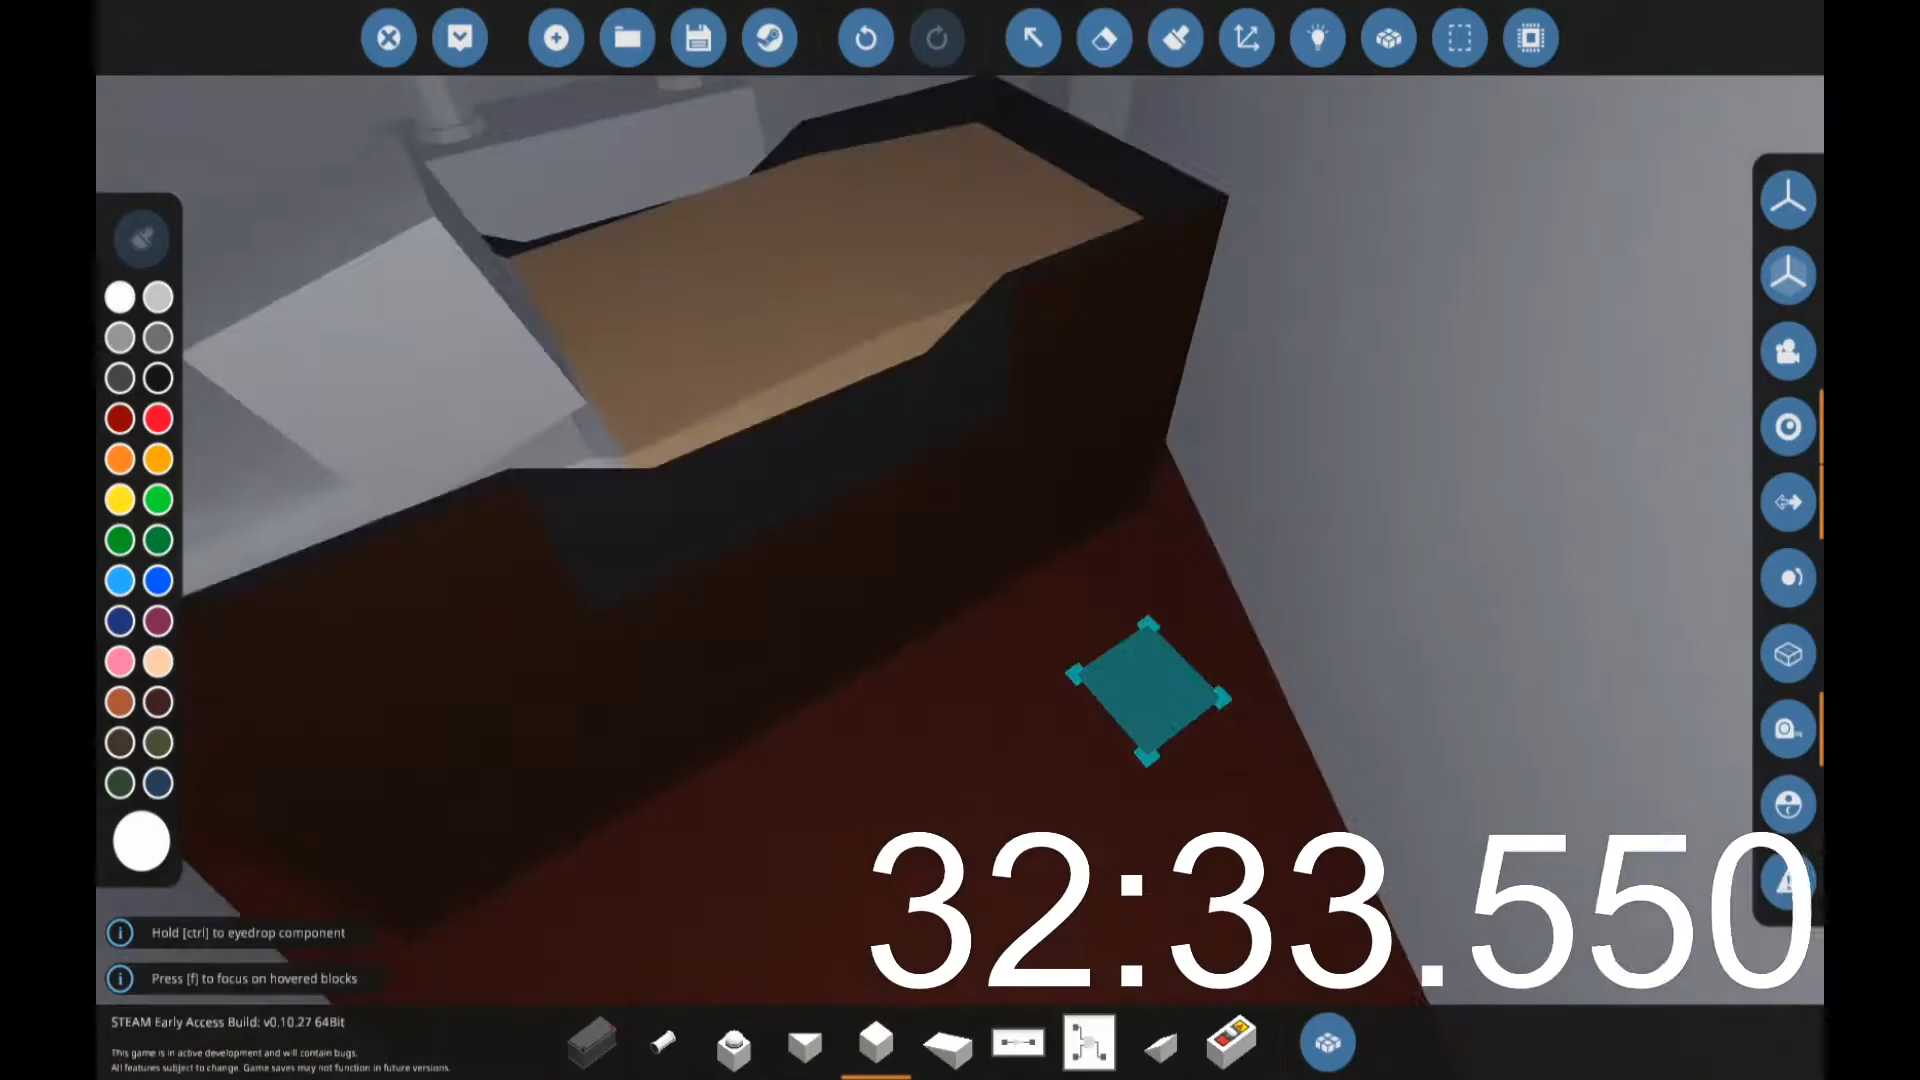 32:33.550
Hold [ctrl] to eyedrop component
Press [f] to focus on hovered blocks
STEAM Early Access Build: v0.10.27 64Bit
This game is in active development and will contain bugs.
All features subject to change. Game saves may not function in future versions.